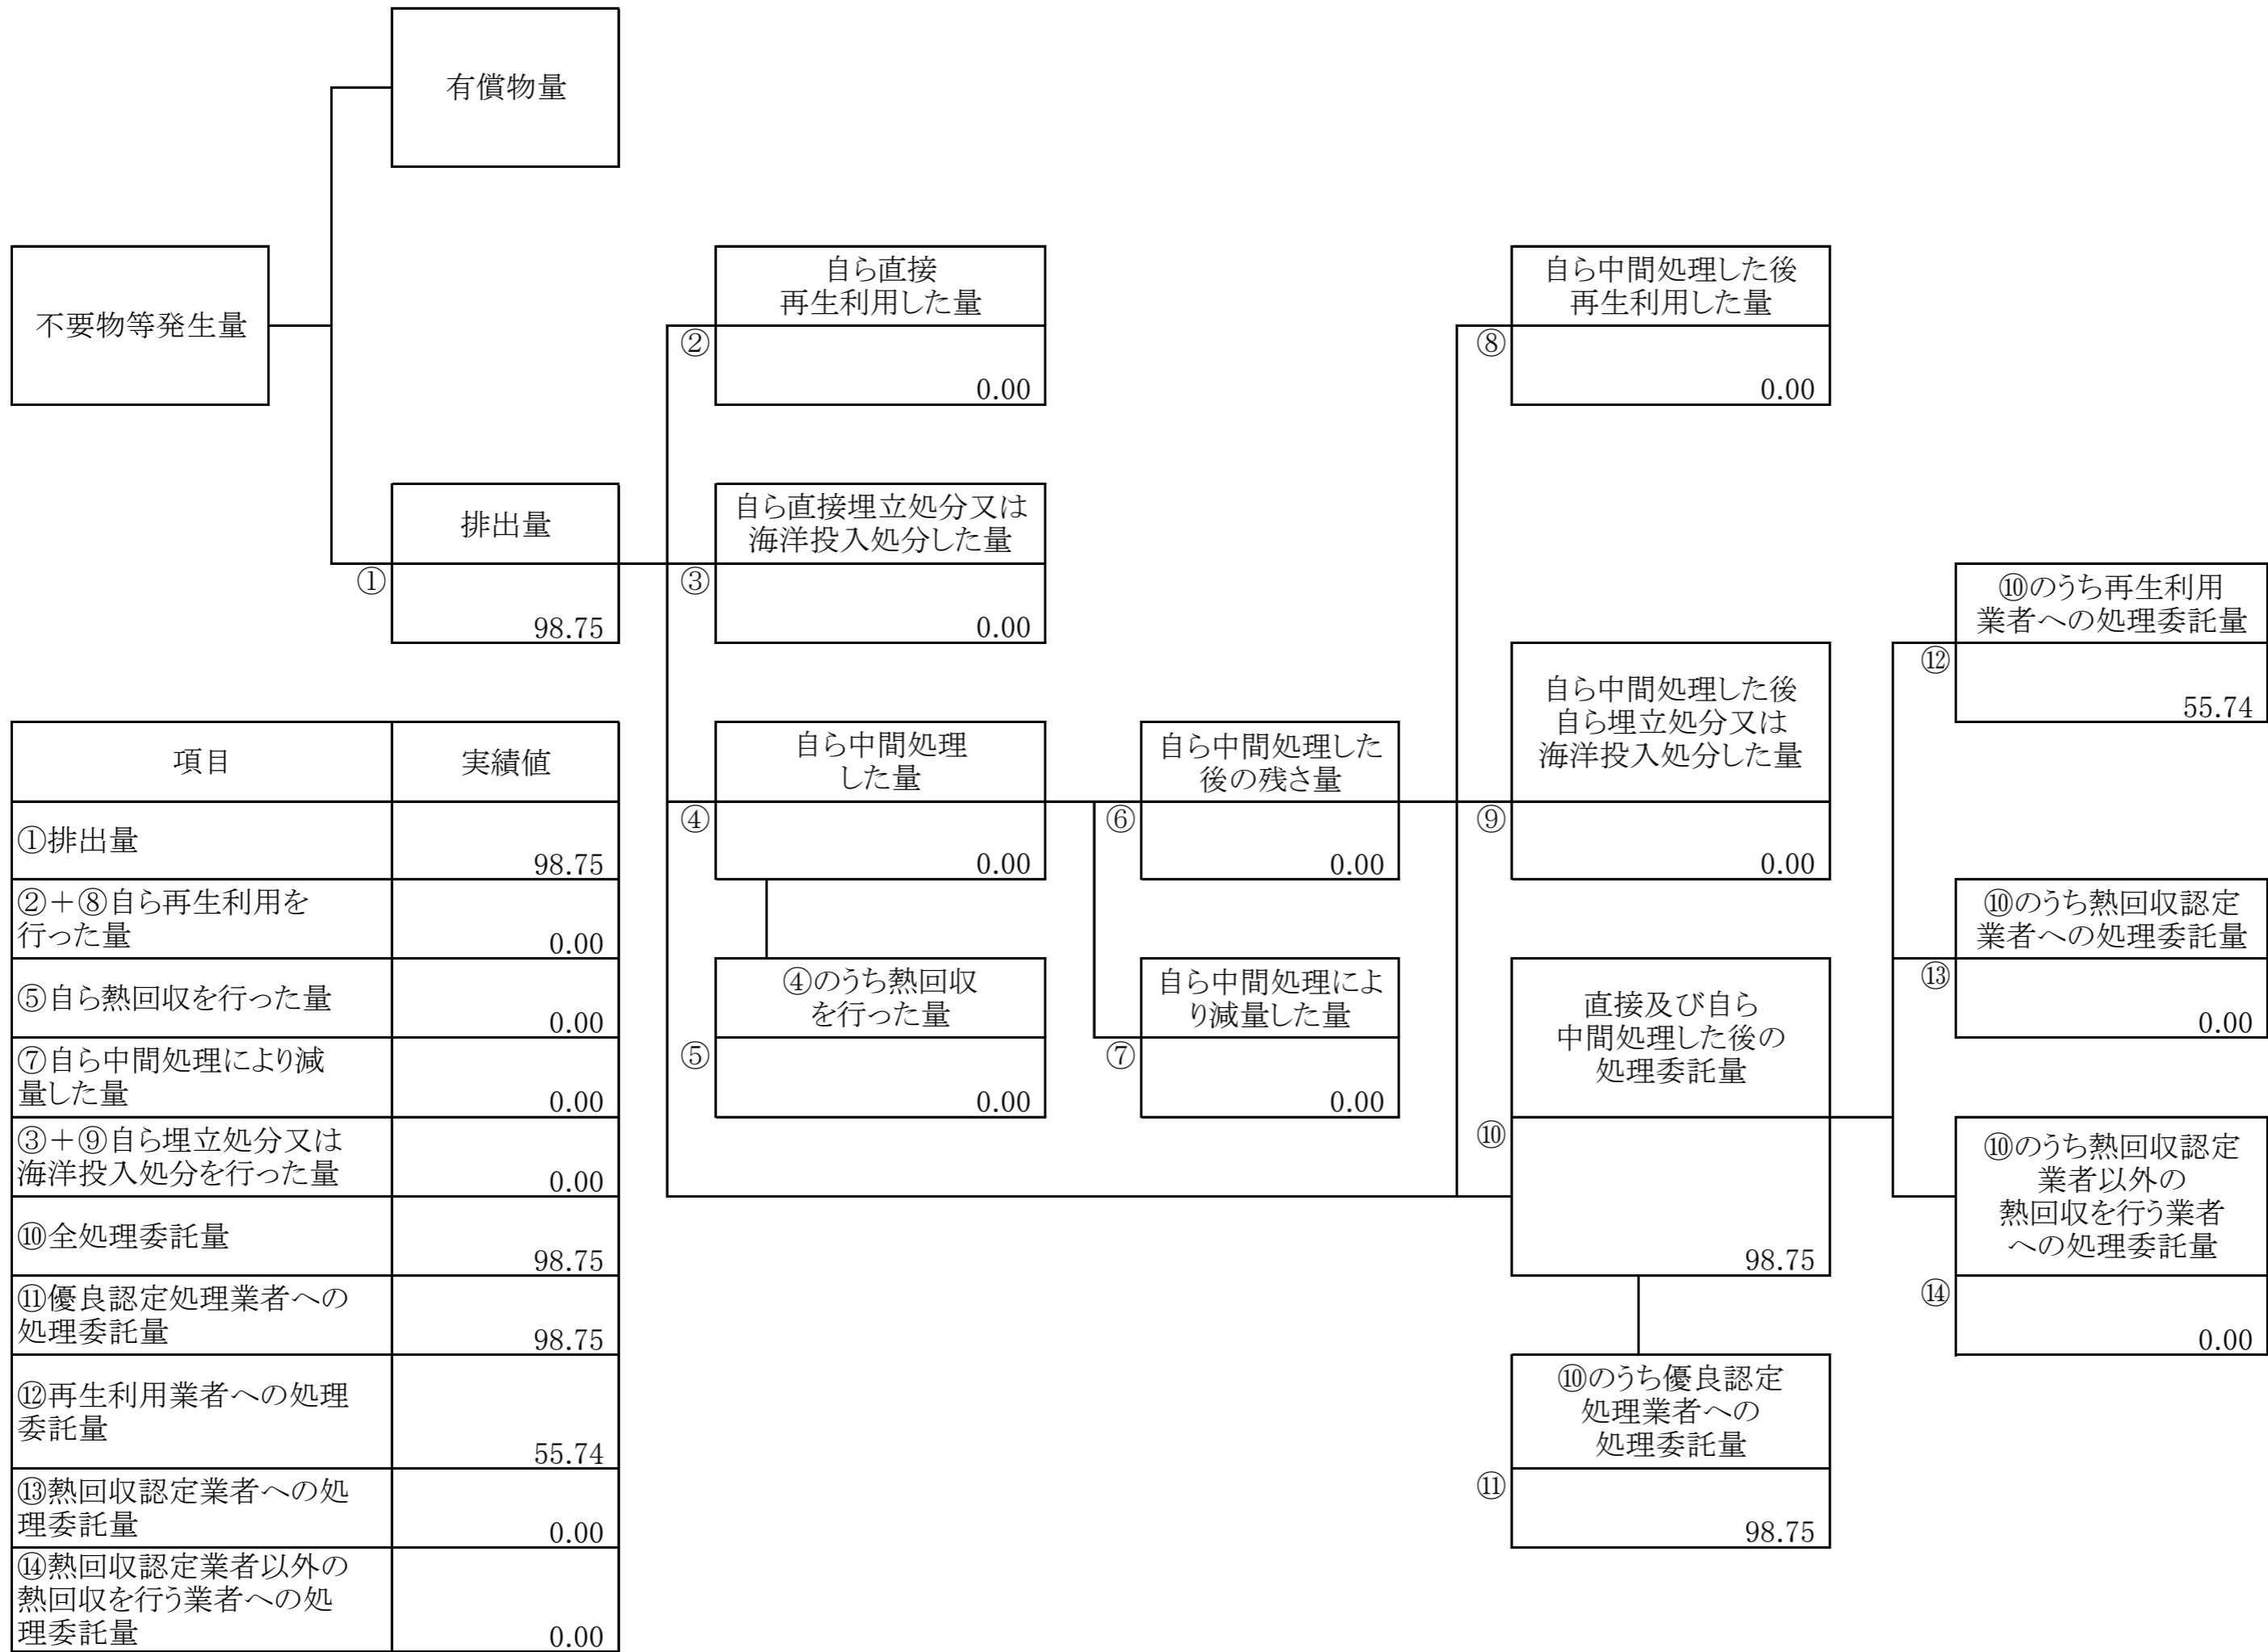 有償物量
不要物等発生量
自ら直接
再生利用した量
②
0.00
自ら中間処理した後
再生利用した量
⑧
0.00
排出量
①
98.75
自ら直接埋立処分又は
海洋投入処分した量
③
0.00
⑩のうち再生利用
業者への処理委託量
⑫
55.74
自ら中間処理
した量
④
0.00
自ら中間処理した
後の残さ量
⑥
0.00
自ら中間処理した後
自ら埋立処分又は
海洋投入処分した量
⑨
0.00
⑩のうち熱回収認定
業者への処理委託量
⑬
0.00
④のうち熱回収
を行った量
⑤
0.00
自ら中間処理によ
り減量した量
⑦
0.00
直接及び自ら
中間処理した後の
処理委託量
⑩
98.75
⑩のうち熱回収認定
業者以外の
熱回収を行う業者
への処理委託量
⑭
0.00
⑩のうち優良認定
処理業者への
処理委託量
⑪
98.75
項目 実績値
①排出量
98.75
②+⑧自ら再生利用を
行った量
0.00
⑤自ら熱回収を行った量
0.00
⑦自ら中間処理により減
量した量
0.00
③+⑨自ら埋立処分又は
海洋投入処分を行った量
0.00
⑩全処理委託量
98.75
⑪優良認定処理業者への
処理委託量
98.75
⑫再生利用業者への処理
委託量
55.74
⑬熱回収認定業者への処
理委託量
0.00
⑭熱回収認定業者以外の
熱回収を行う業者への処
理委託量
0.00